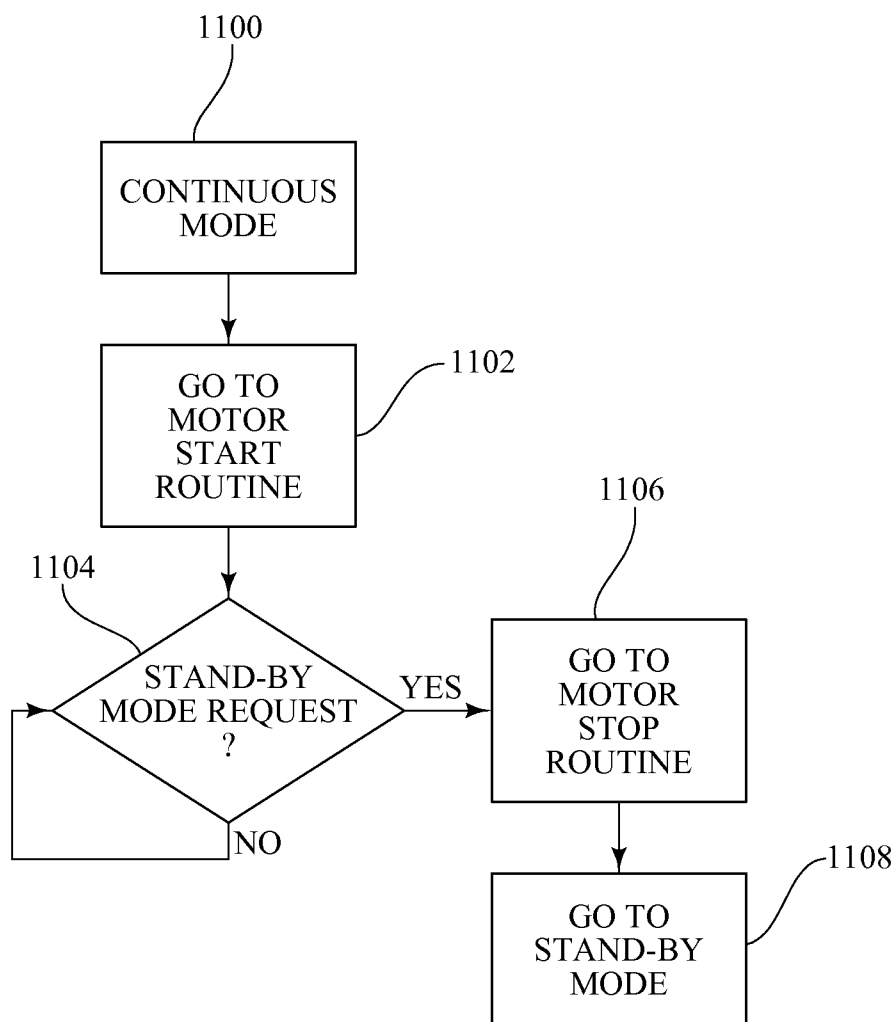 1100
CONTINUOUS
MODE
1102
GO TO
MOTOR
START
ROUTINE
1104
STAND-BY
MODE REQUEST
?
YES
NO
1106
GO TO
MOTOR
STOP
ROUTINE
1108
GO TO
STAND-BY
MODE